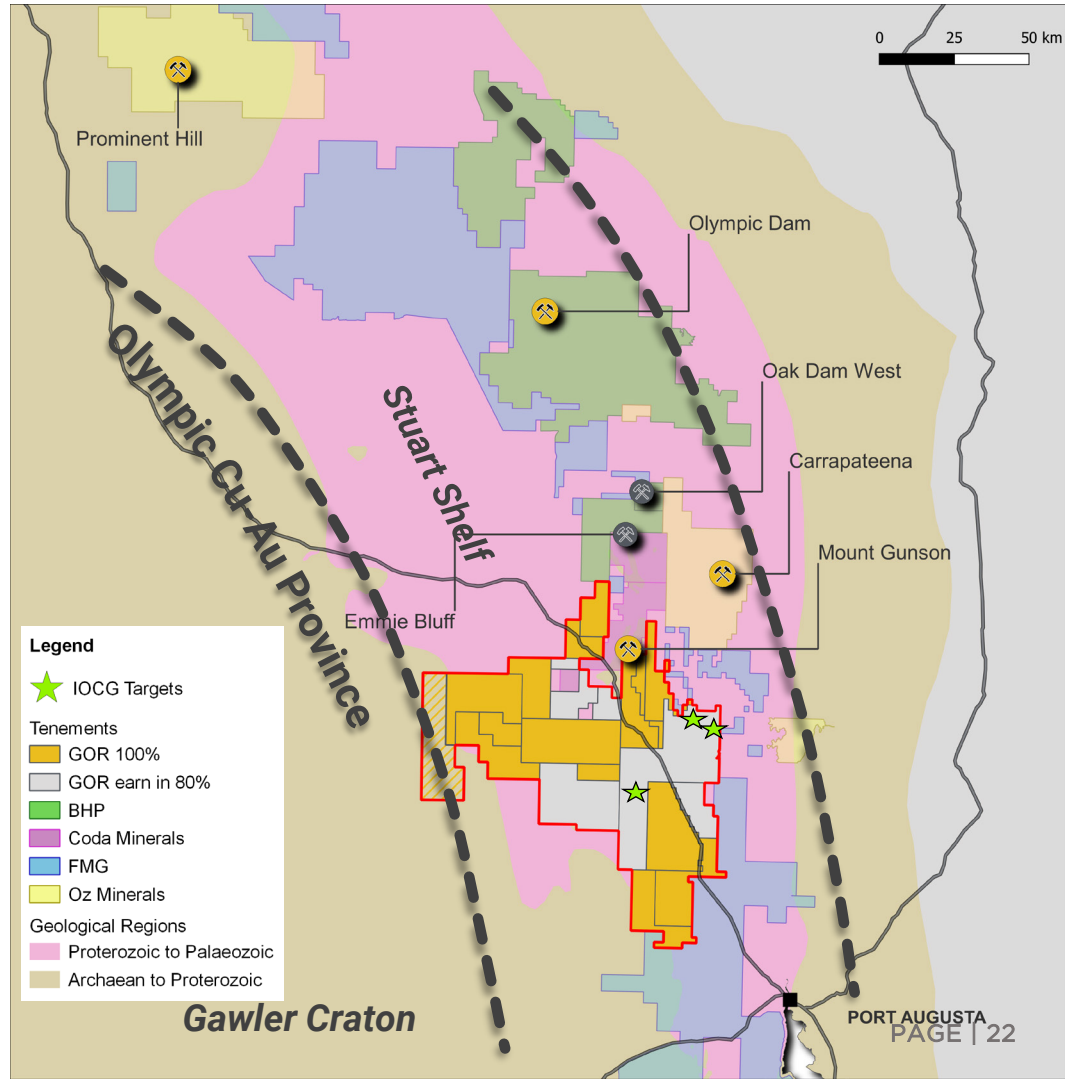 0 25 50 km
Prominent Hill
Olympic Dam
Oak Dam West
Carrapateena
Mount Gunson
Emmie Bluff
Olympic Cu-Au Province
Stuart Shelf
Legend
IOCG Targets
Tenements
GOR 100%
GOR earn in 80%
BHP
Coda Minerals
FMG
Oz Minerals
Geological Regions
Proterozoic to Palaeozoic
Archaean to Proterozoic
Gawler Craton
PORT AUGUSTA
PAGE | 22